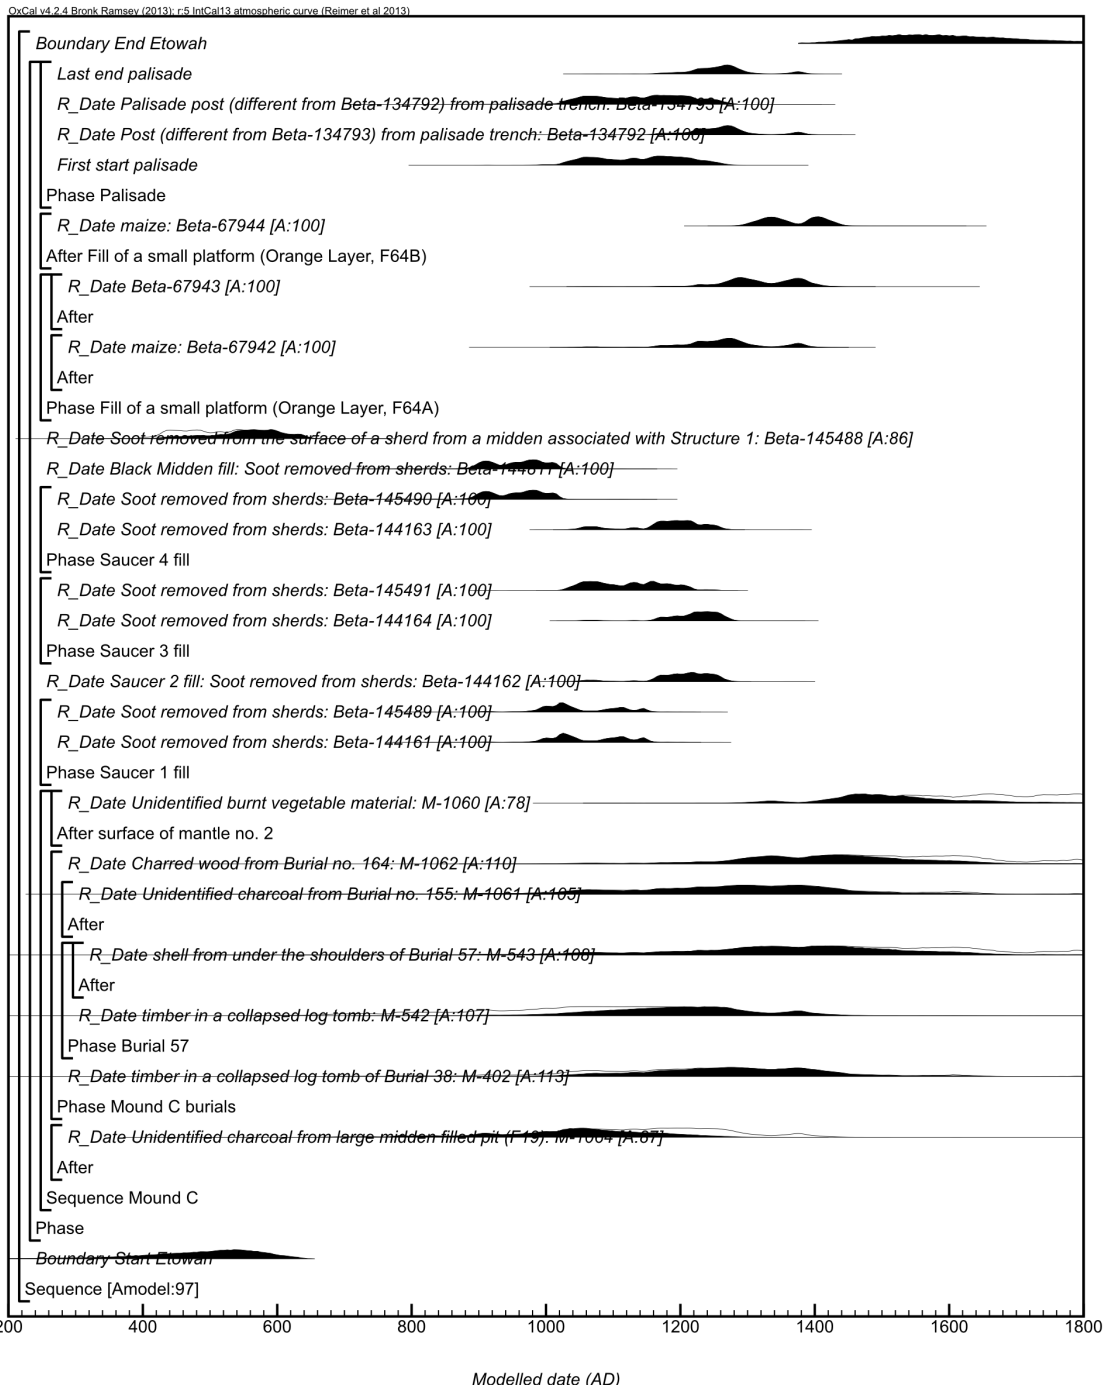 OxCal v4.2.4 Bronk Ramsey (2013); r:5 IntCal13 atmospheric curve (Reimer et al 2013)
Boundary End Etowah
Last end palisade
R_Date Palisade post (different from Beta-134792) from palisade trench: Beta-134793 [A:100]
R_Date Post (different from Beta-134793) from palisade trench: Beta-134792 [A:100]
First start palisade
Phase Palisade
R_Date maize: Beta-67944 [A:100]
After Fill of a small platform (Orange Layer, F64B)
R_Date Beta-67943 [A:100]
After
R_Date maize: Beta-67942 [A:100]
After
Phase Fill of a small platform (Orange Layer, F64A)
R_Date Soot removed from the surface of a sherd from a midden associated with Structure 1: Beta-145488 [A:86]
R_Date Black Midden fill: Soot removed from sherds: [A:100]
R_Date Soot removed from sherds: Beta-145490 [A:100]
R_Date Soot removed from sherds: Beta-144163 [A:100]
Phase Saucer 4 fill
R_Date Soot removed from sherds: Beta-145491 [A:100]
R_Date Soot removed from sherds: Beta-144164 [A:100]
Phase Saucer 3 fill
R_Date Saucer 2 fill: Soot removed from sherds: Beta-144162 [A:100]
R_Date Soot removed from sherds: Beta-145489 [A:100]
R_Date Soot removed from sherds: Beta-144161 [A:100]
Phase Saucer 1 fill
R_Date Unidentified burnt vegetable material: M-1060 [A:78]
After surface of mantle no. 2
R_Date Charred wood from Burial no. 164: M-1062 [A:110]
R_Date Unidentified charcoal from Burial no. 155: M-1061 [A:105]
After
R_Date shell from under the shoulders of Burial 57: M-543 [A:108]
After
R_Date timber in a collapsed log tomb: M-542 [A:107]
Phase Burial 57
R_Date timber in a collapsed log tomb of Burial 38: M-402 [A:113]
Phase Mound C burials
R_Date Unidentified charcoal from large midden filled pit (F19): M-1064 [A:87]
After
Sequence Mound C
Phase
Boundary Start Etowah
Sequence [Amodel:97]
200 400 600 800 1000 1200 1400 1600 1800
Modelled date (AD)